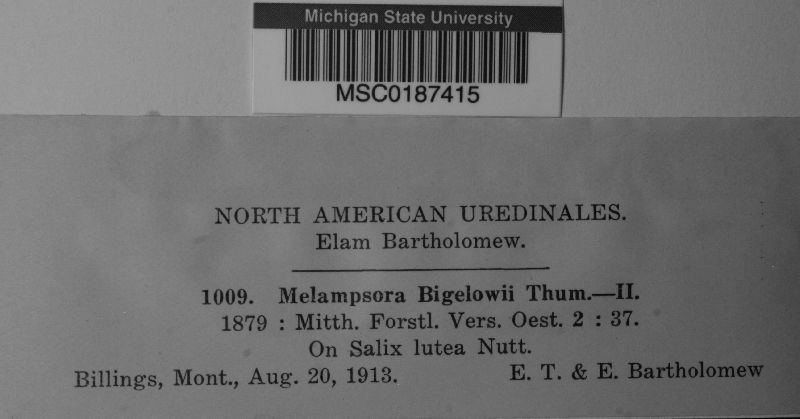 Michigan State University
MSC0187415
NORTH AMERICAN UREDINALES.
Elam Bartholomew.
1009. Melampsora Bigelowii Thum.—II.
1879 : Mitth. Forstl. Vers. Oest. 2 : 37.
On Salix lutea Nutt.
Billings, Mont., Aug. 20, 1913. E. T. & E. Bartholomew